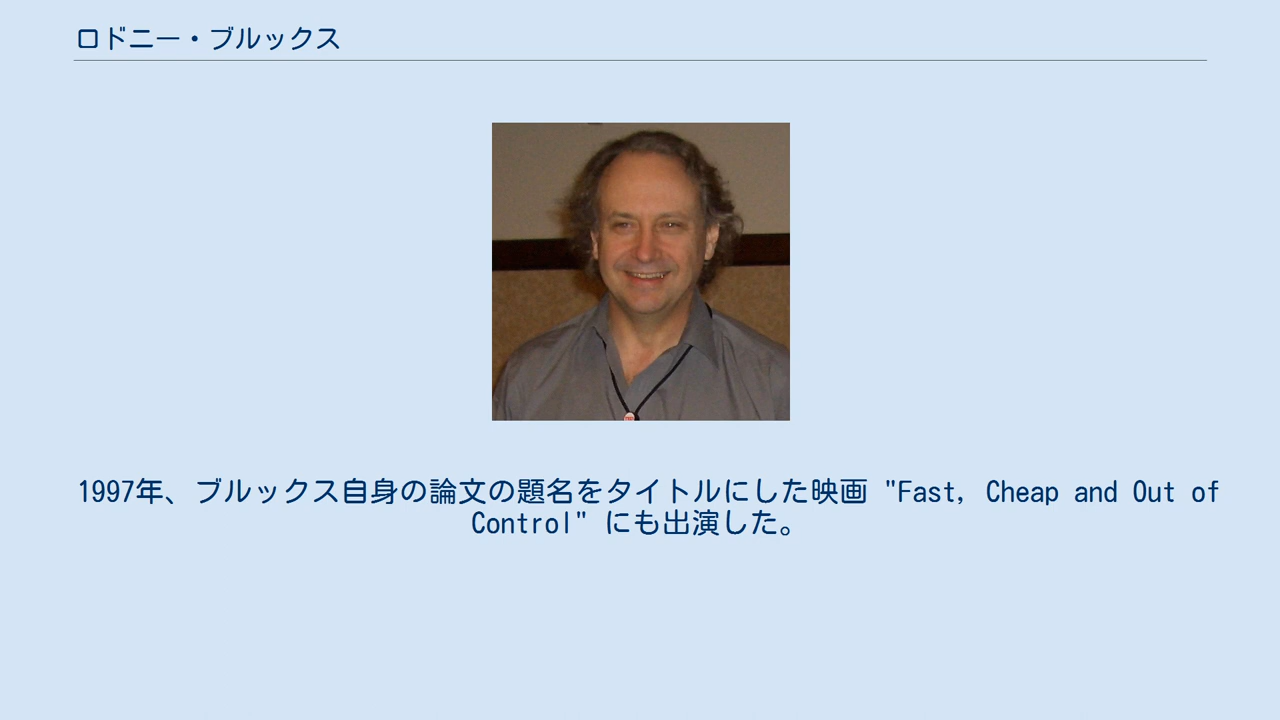 ロドニー・ブルックス
1997年、ブルックス自身の論文の題名をタイトルにした映画 "Fast, Cheap and Out of
Control" にも出演した。